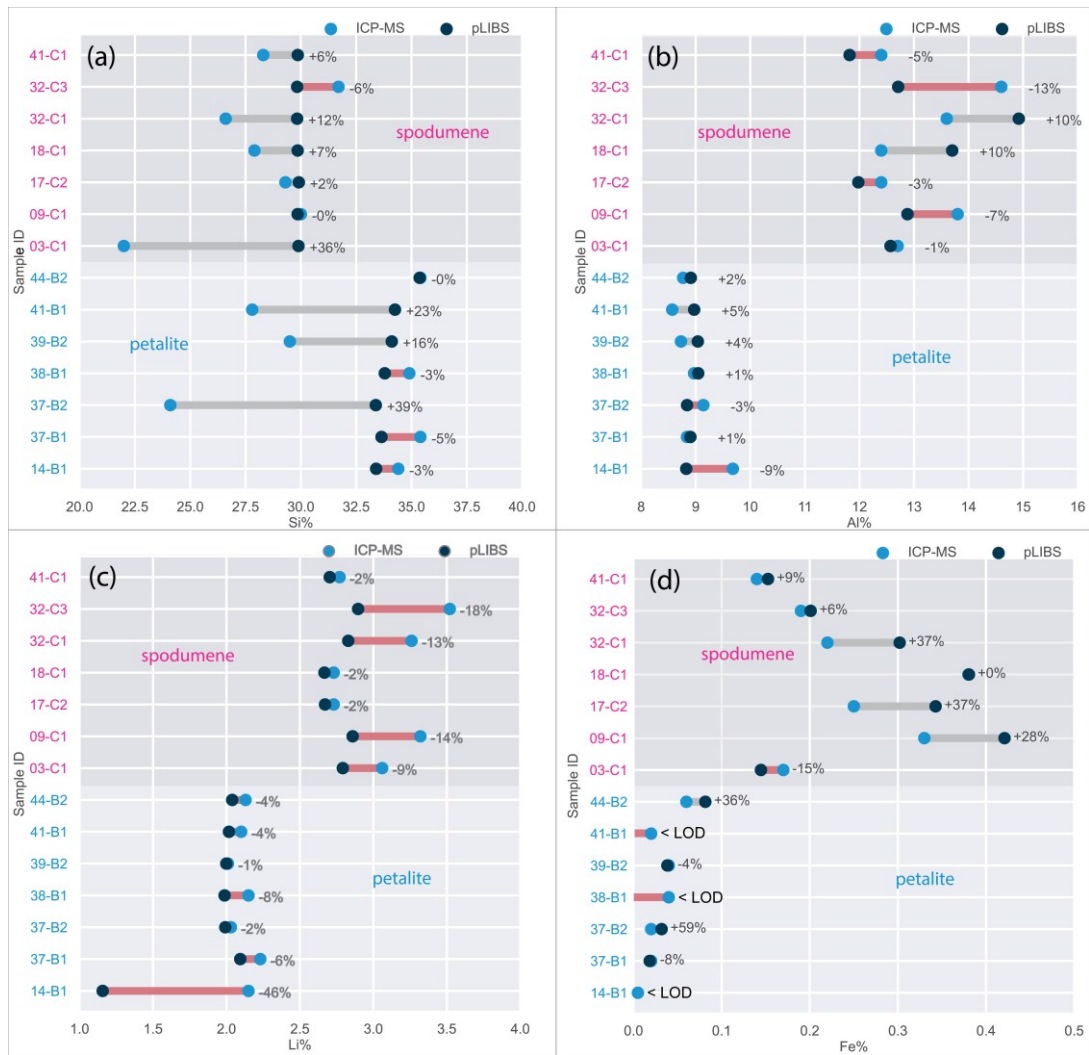 ICP-MS pLIBS
(a)
41-C1 +6%
32-C3 -6%
32-C1 +12%
spodumene
18-C1 +7%
17-C2 +2%
09-C1 -0%
03-C1 +36%
Sample ID
44-B2 -0%
41-B1 +23%
petalite
39-B2 +16%
38-B1 -3%
37-B2 +39%
37-B1 -5%
14-B1 -3%
20.0 22.5 25.0 27.5 30.0 32.5 35.0 37.5 40.0
Si%
ICP-MS pLIBS
(b)
41-C1 -5%
32-C3 -13%
32-C1 +10%
spodumene
18-C1 +10%
17-C2 -3%
09-C1 -7%
03-C1 -1%
Sample ID
44-B2 +2%
41-B1 +5%
39-B2 +4%
petalite
38-B1 +1%
37-B2 -3%
37-B1 +1%
14-B1 -9%
8 9 10 11 12 13 14 15 16
Al%
ICP-MS pLIBS
(c)
41-C1 -2%
32-C3 -18%
32-C1 -13%
spodumene
18-C1 -2%
17-C2 -2%
09-C1 -14%
03-C1 -9%
Sample ID
44-B2 -4%
41-B1 -4%
39-B2 -1%
petalite
38-B1 -8%
37-B2 -2%
37-B1 -6%
14-B1 -46%
1.0 1.5 2.0 2.5 3.0 3.5 4.0
Li%
ICP-MS pLIBS
(d)
41-C1 +9%
32-C3 +6%
32-C1 +37%
spodumene
18-C1 +0%
17-C2 +37%
09-C1 +28%
03-C1 -15%
Sample ID
44-B2 +36%
41-B1 < LOD
39-B2 -4%
petalite
38-B1 < LOD
37-B2 +59%
37-B1 -8%
14-B1 < LOD
0.0 0.1 0.2 0.3 0.4 0.5
Fe%